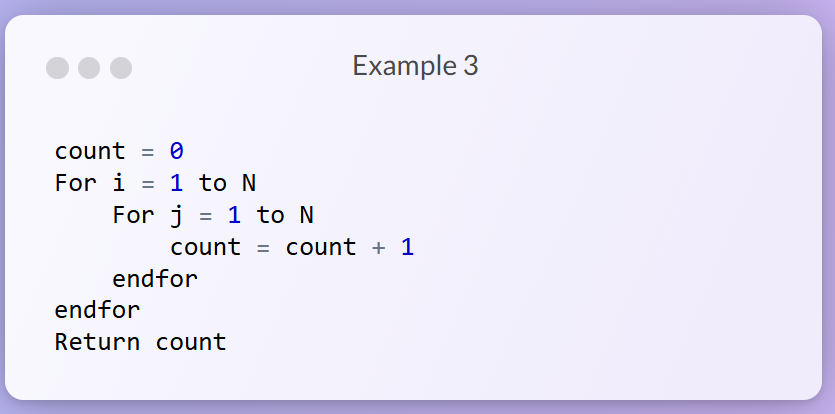 Example 3
count = 0
For i = 1 to N
    For j = 1 to N
        count = count + 1
    endfor
endfor
Return count